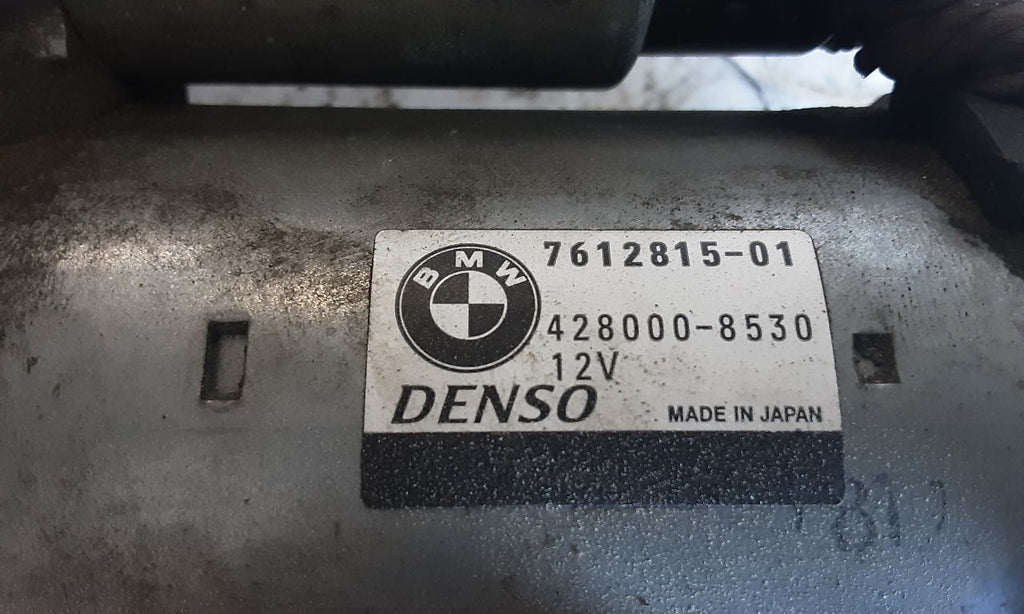 BMW
7612815-01
428000-8530
12V
DENSO
MADE IN JAPAN